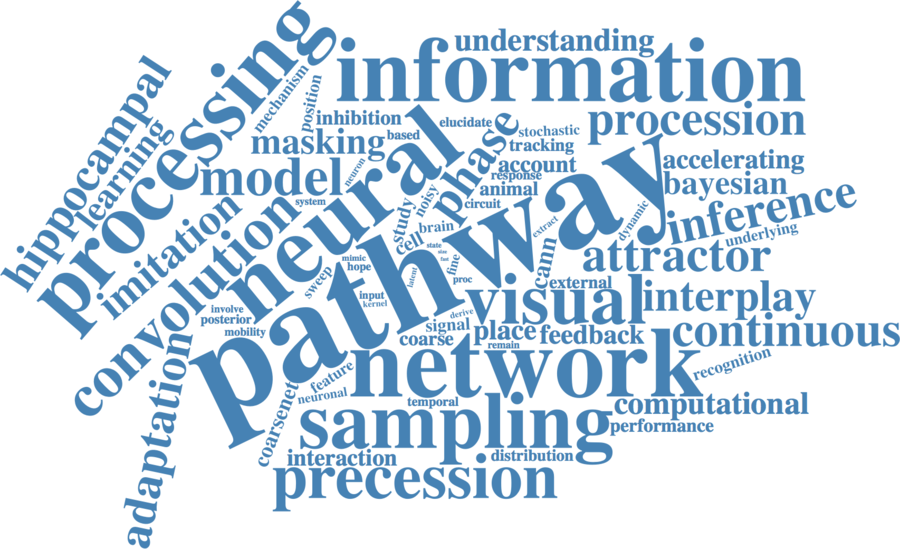 understanding
information
processing
mechanism
position
hippocampal
learning
inhibition
elucidate
procession
masking
based
phase
stochastic
tracking
accelerating
model
neuron
neural
account
response
animal
bayesian
system
circuit
imitation
study
noisy
pathway
inference
dynamic
extract
underlying
convolution
brain
cell
state
size
fast
attractor
mimic
hope
sweep
latent
fine
proc
cann
external
input
kernel
visual
interplay
involve
posterior
mobility
derive
signal
coarse
place
feedback
continuous
remain
network
recognition
adaptation
feature
neuronal
coarsenet
temporal
sampling
computational
performance
interaction
distribution
precession